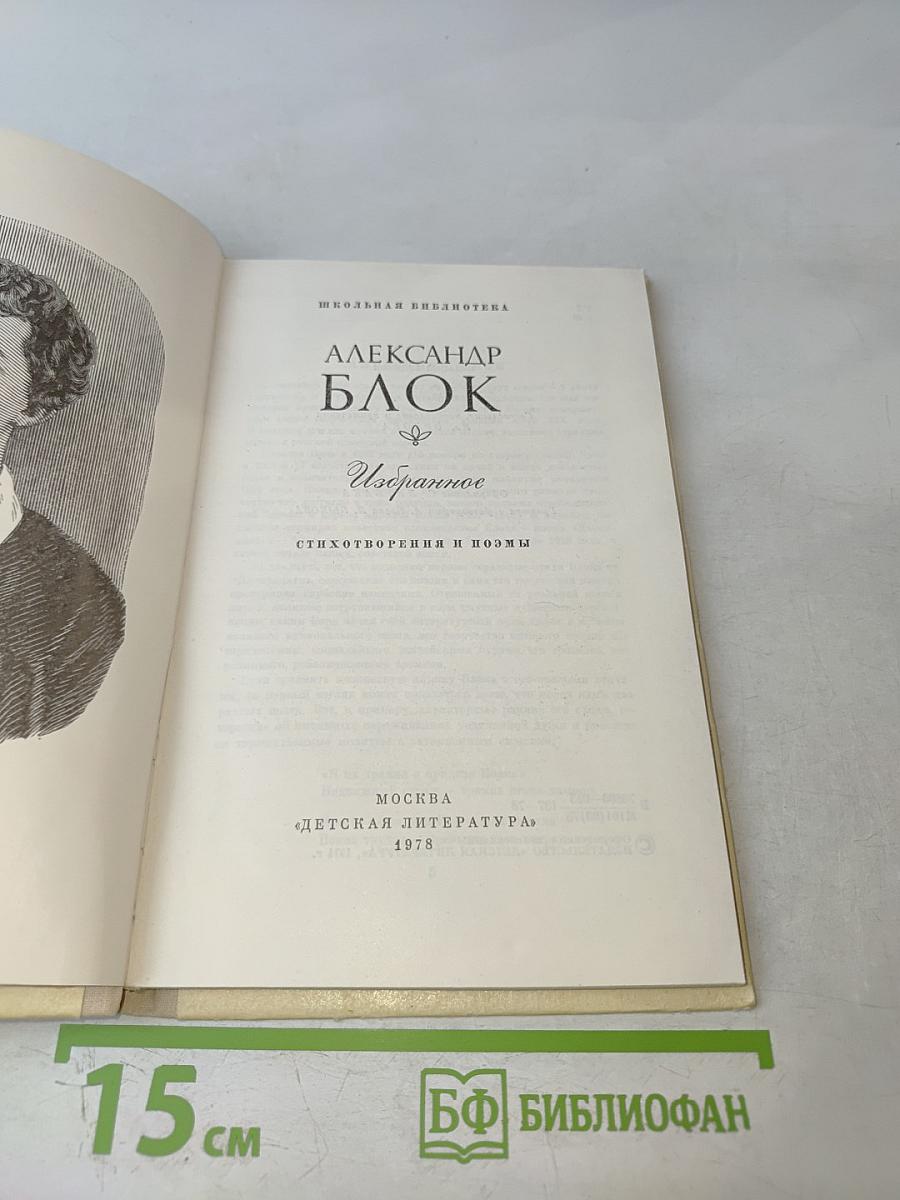 ШКОЛЬНАЯ БИБЛИОТЕКА
АЛЕКСАНДР
БЛОК
Избранное
СТИХОТВОРЕНИЯ И ПОЭМЫ
МОСКВА
«ДЕТСКАЯ ЛИТЕРАТУРА»
1978
15 см
БФ БИБЛИОФАН